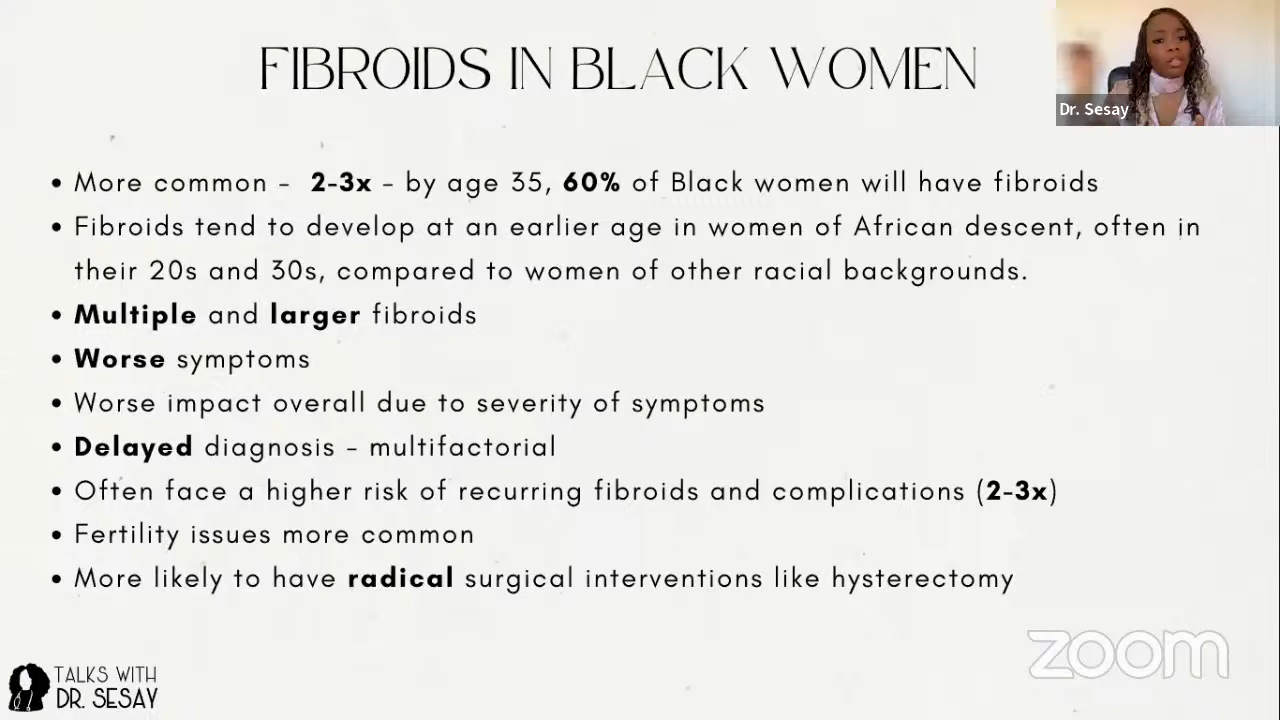 FIBROIDS IN BLACK WOMEN
Dr. Sesay
• More common - 2-3x - by age 35, 60% of Black women will have fibroids
• Fibroids tend to develop at an earlier age in women of African descent, often in
their 20s and 30s, compared to women of other racial backgrounds.
• Multiple and larger fibroids
• Worse symptoms
• Worse impact overall due to severity of symptoms
• Delayed diagnosis - multifactorial
• Often face a higher risk of recurring fibroids and complications (2-3x)
• Fertility issues more common
• More likely to have radical surgical interventions like hysterectomy
zoom
TALKS WITH
DR. SESAY